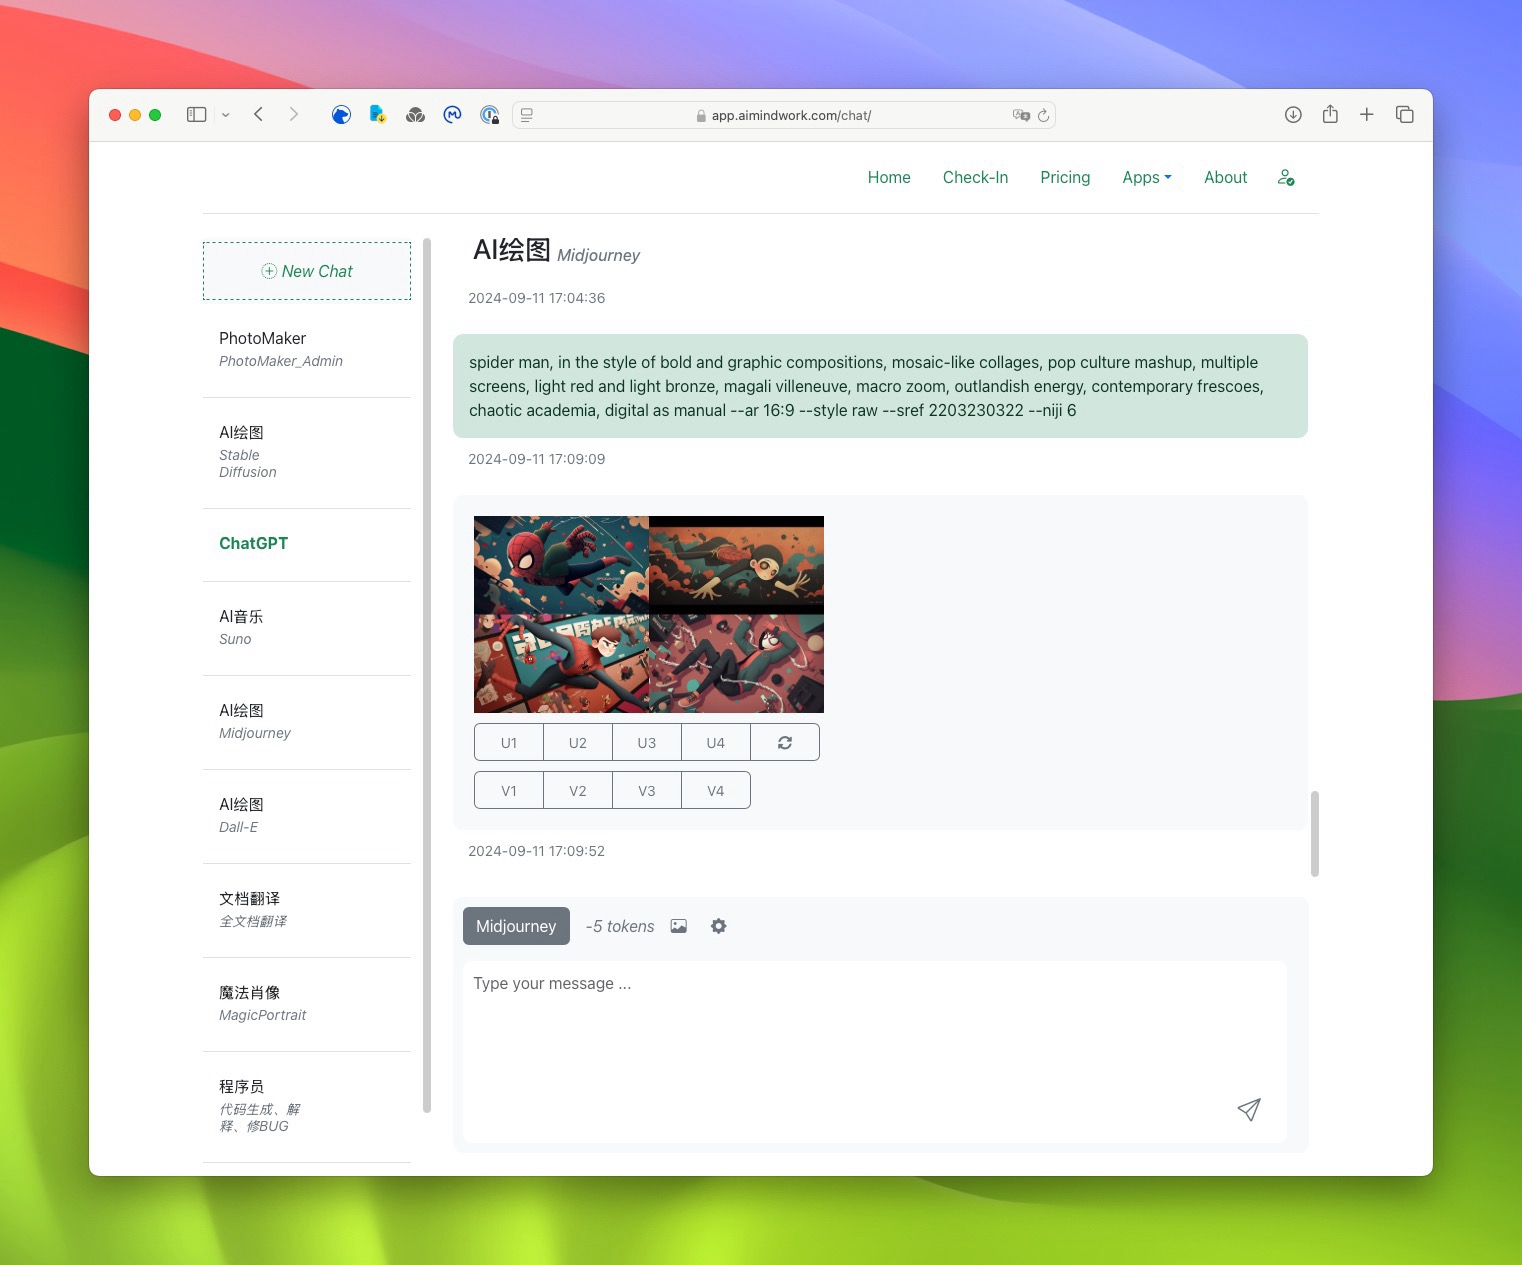 app.aimindwork.com/chat/
Home Check-In Pricing Apps About
New Chat
PhotoMaker
PhotoMaker_Admin
AI绘图
Stable
Diffusion
ChatGPT
AI音乐
Suno
AI绘图
Midjourney
AI绘图
Dall-E
文档翻译
全文档翻译
魔法肖像
MagicPortrait
程序员
代码生成、解
释、修BUG
AI绘图 Midjourney
2024-09-11 17:04:36
spider man, in the style of bold and graphic compositions, mosaic-like collages, pop culture mashup, multiple
screens, light red and light bronze, magali villeneuve, macro zoom, outlandish energy, contemporary frescoes,
chaotic academia, digital as manual --ar 16:9 --style raw --sref 2203230322 --niji 6
2024-09-11 17:09:09
U1 U2 U3 U4
V1 V2 V3 V4
2024-09-11 17:09:52
Midjourney -5 tokens
Type your message ...